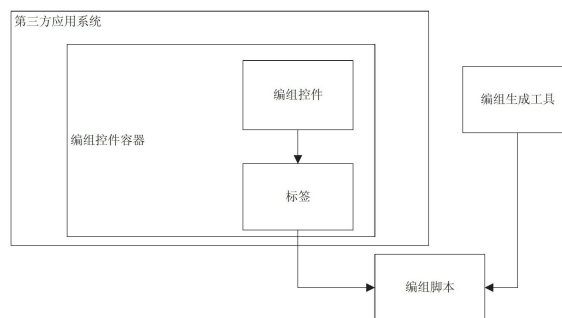 第三方应用系统
编组控件
编组生成工具
编组控件容器
标签
编组脚本